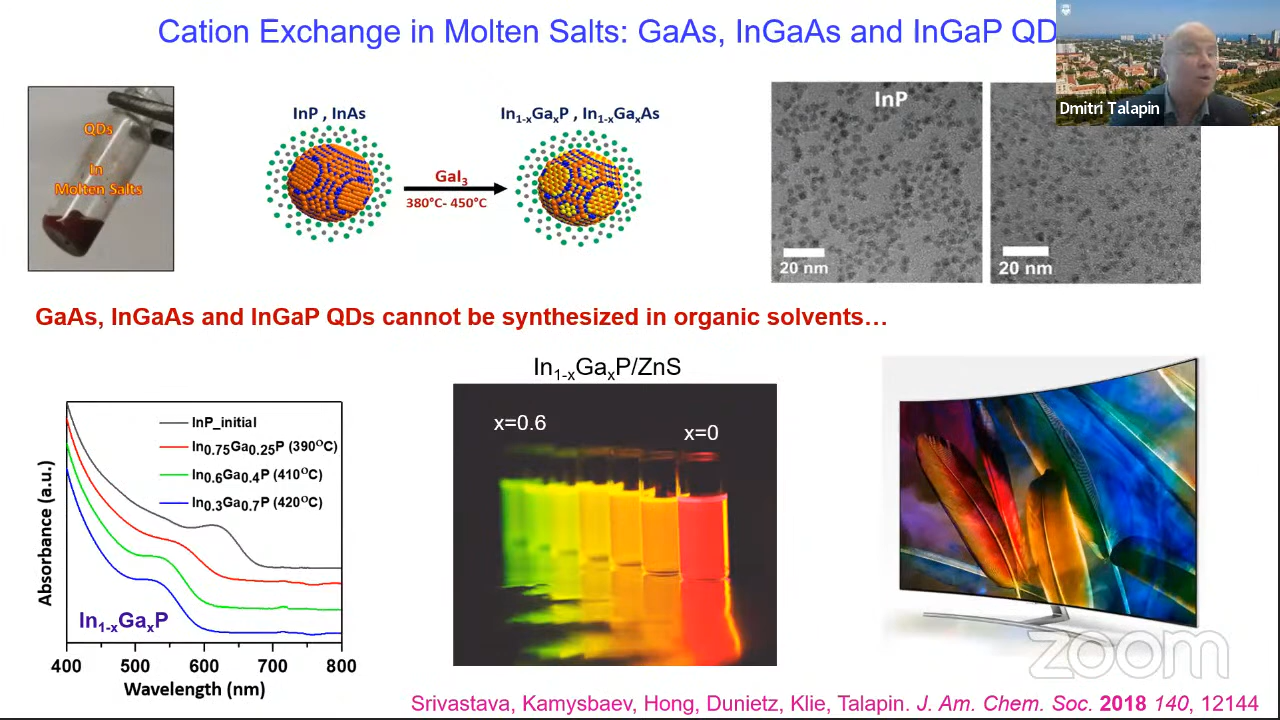 Cation Exchange in Molten Salts: GaAs, InGaAs and InGaP QD
Dmitri Talapin
QDs
In
Molten Salts
InP , InAs
In1-xGaxP , In1-xGaxAs
GaI3
380°C- 450°C
InP
20 nm
20 nm
GaAs, InGaAs and InGaP QDs cannot be synthesized in organic solvents…
In1-xGaxP/ZnS
x=0.6
x=0
Absorbance (a.u.)
InP_initial
In0.75Ga0.25P (390°C)
In0.6Ga0.4P (410°C)
In0.3Ga0.7P (420°C)
In1-xGaxP
400 500 600 700 800
Wavelength (nm)
zoom
Srivastava, Kamysbaev, Hong, Dunietz, Klie, Talapin. J. Am. Chem. Soc. 2018 140, 12144